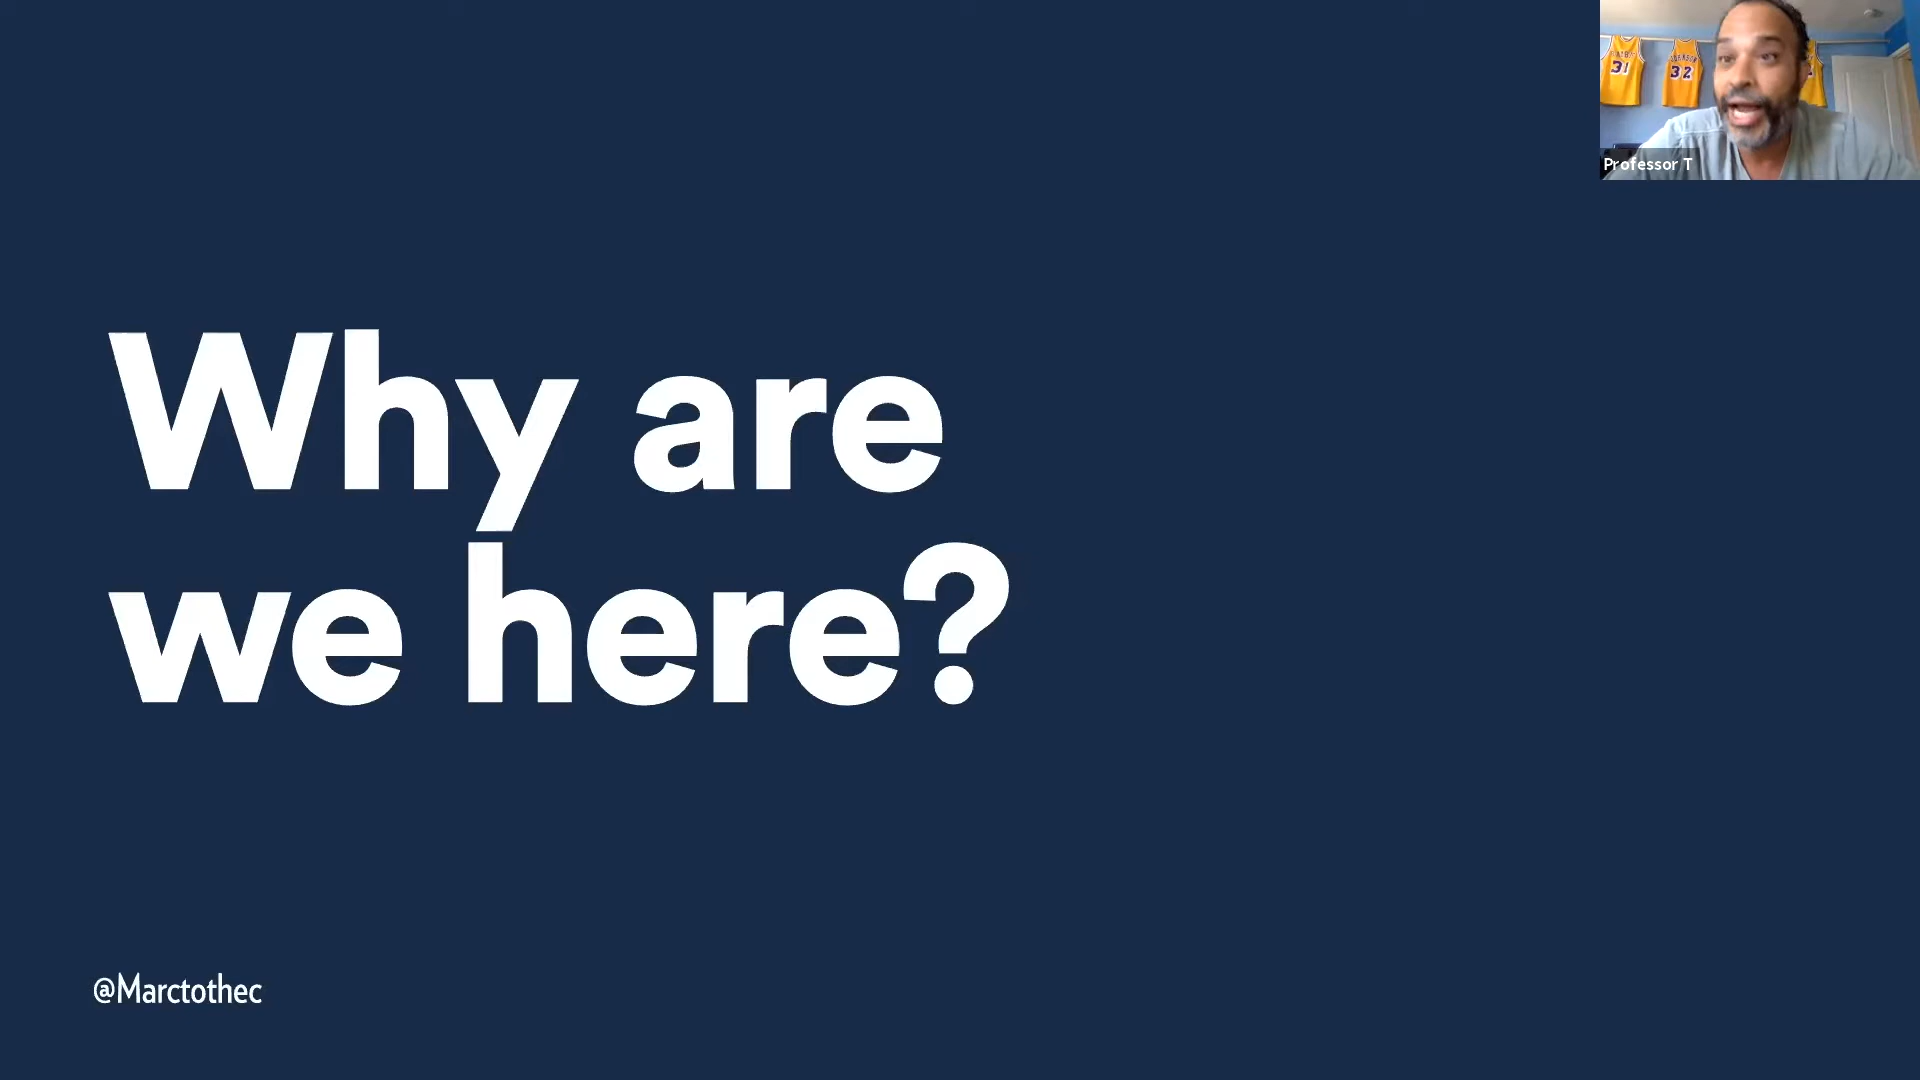 Why are
we here?
@Marctothec
Professor T
31
32